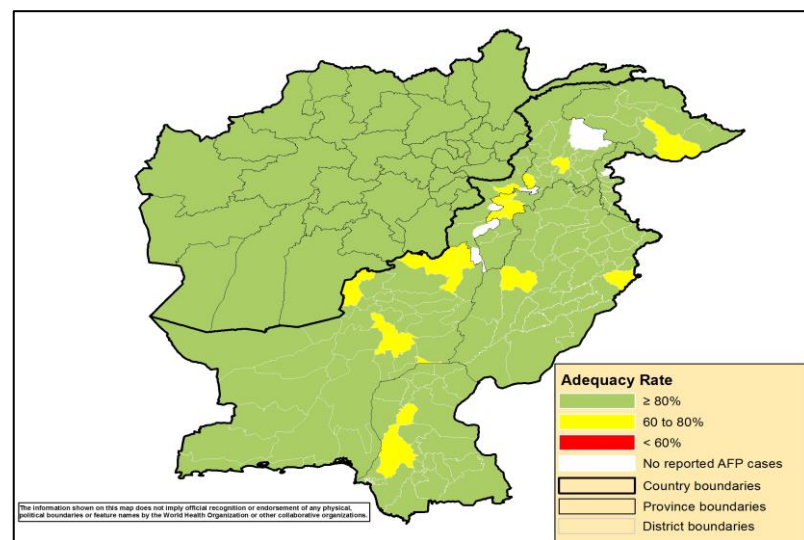 Adequacy Rate
≥ 80%
60 to 80%
< 60%
No reported AFP cases
Country boundaries
Province boundaries
District boundaries
The information shown on this map does not imply official recognition or endorsement of any physical,
political boundaries or feature names by the World Health Organization or other collaborative organizations.